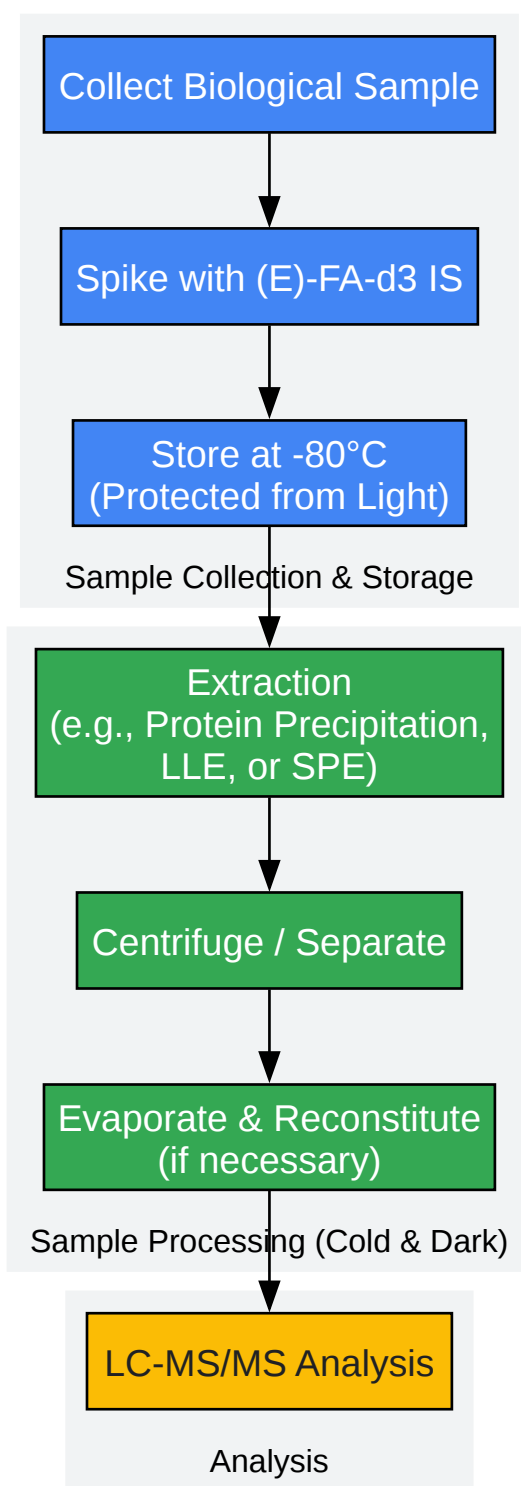 Collect Biological Sample
Spike with (E)-FA-d3 IS
Store at -80°C
(Protected from Light)
Sample Collection & Storage
Extraction
(e.g., Protein Precipitation,
LLE, or SPE)
Centrifuge / Separate
Evaporate & Reconstitute
(if necessary)
Sample Processing (Cold & Dark)
LC-MS/MS Analysis
Analysis